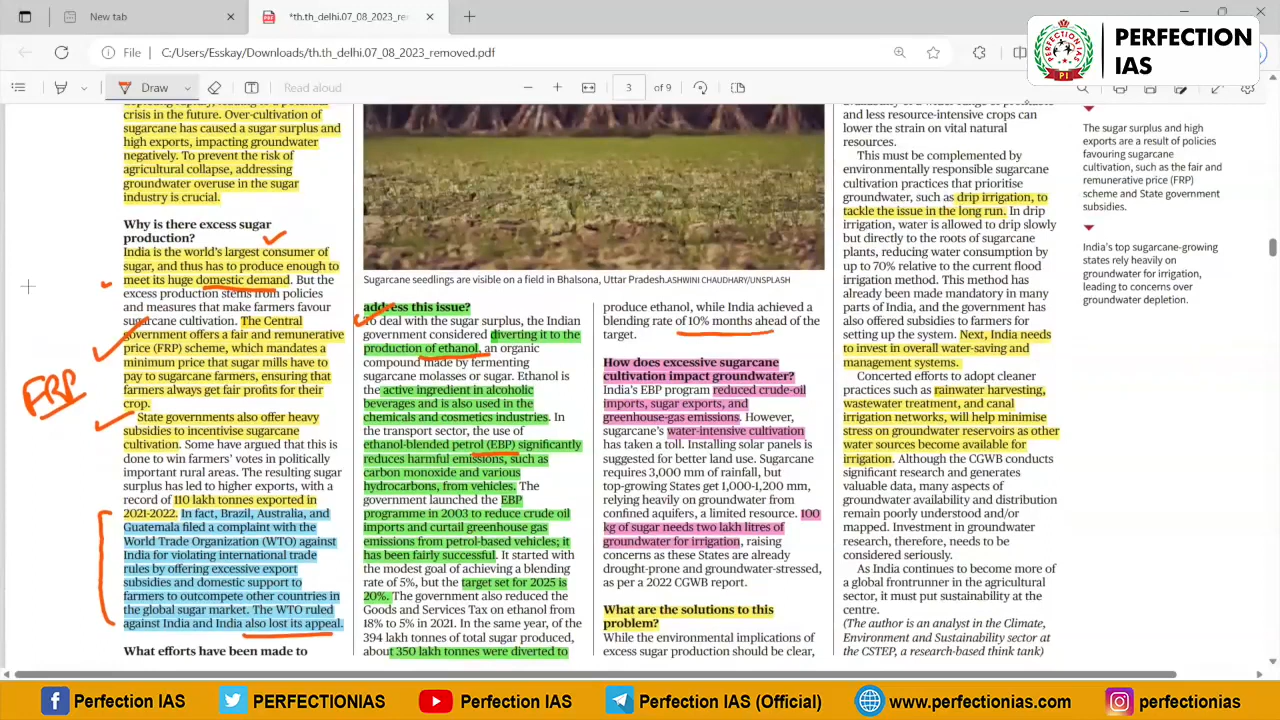 New tab
*th.th_delhi.07_08_2023_rem
File
C:/Users/Esskay/Downloads/th.th_delhi.07_08_2023_removed.pdf
PERFECTION
IAS
PI
Draw
Read aloud
3
of 9
crisis in the future. Over-cultivation of
sugarcane has caused a sugar surplus and
high exports, impacting groundwater
negatively. To prevent the risk of
agricultural collapse, addressing
groundwater overuse in the sugar
industry is crucial.
Why is there excess sugar
production?
India is the world's largest consumer of
sugar, and thus has to produce enough to
meet its huge domestic demand. But the
excess production stems from policies
and measures that make farmers favour
sugarcane cultivation. The Central
government offers a fair and remunerative
price (FRP) scheme, which mandates a
minimum price that sugar mills have to
pay to sugarcane farmers, ensuring that
farmers always get fair profits for their
crop.
FRP
State governments also offer heavy
subsidies to incentivise sugarcane
cultivation. Some have argued that this is
done to win farmers' votes in politically
important rural areas. The resulting sugar
surplus has led to higher exports, with a
record of 110 lakh tonnes exported in
2021-2022. In fact, Brazil, Australia, and
Guatemala filed a complaint with the
World Trade Organization (WTO) against
India for violating international trade
rules by offering excessive export
subsidies and domestic support to
farmers to outcompete other countries in
the global sugar market. The WTO ruled
against India and India also lost its appeal.
What efforts have been made to
Sugarcane seedlings are visible on a field in Bhalsona, Uttar Pradesh.ASHWINI CHAUDHARY/UNSPLASH
address this issue?
To deal with the sugar surplus, the Indian
government considered diverting it to the
production of ethanol, an organic
compound made by fermenting
sugarcane molasses or sugar. Ethanol is
the active ingredient in alcoholic
beverages and is also used in the
chemicals and cosmetics industries. In
the transport sector, the use of
ethanol-blended petrol (EBP) significantly
reduces harmful emissions, such as
carbon monoxide and various
hydrocarbons, from vehicles. The
government launched the EBP
programme in 2003 to reduce crude oil
imports and curtail greenhouse gas
emissions from petrol-based vehicles; it
has been fairly successful. It started with
the modest goal of achieving a blending
rate of 5%, but the target set for 2025 is
20%. The government also reduced the
Goods and Services Tax on ethanol from
18% to 5% in 2021. In the same year, of the
394 lakh tonnes of total sugar produced,
about 350 lakh tonnes were diverted to
produce ethanol, while India achieved a
blending rate of 10% months ahead of the
target.
How does excessive sugarcane
cultivation impact groundwater?
India's EBP program reduced crude-oil
imports, sugar exports, and
greenhouse-gas emissions. However,
sugarcane's water-intensive cultivation
has taken a toll. Installing solar panels is
suggested for better land use. Sugarcane
requires 3,000 mm of rainfall, but
top-growing States get 1,000-1,200 mm,
relying heavily on groundwater from
confined aquifers, a limited resource. 100
kg of sugar needs two lakh litres of
groundwater for irrigation, raising
concerns as these States are already
drought-prone and groundwater-stressed,
as per a 2022 CGWB report.
What are the solutions to this
problem?
While the environmental implications of
excess sugar production should be clear,
and less resource-intensive crops can
lower the strain on vital natural
resources.
This must be complemented by
environmentally responsible sugarcane
cultivation practices that prioritise
groundwater, such as drip irrigation, to
tackle the issue in the long run. In drip
irrigation, water is allowed to drip slowly
but directly to the roots of sugarcane
plants, reducing water consumption by
up to 70% relative to the current flood
irrigation method. This method has
already been made mandatory in many
parts of India, and the government has
also offered subsidies to farmers for
setting up the system. Next, India needs
to invest in overall water-saving and
management systems.
Concerted efforts to adopt cleaner
practices such as rainwater harvesting,
wastewater treatment, and canal
irrigation networks, will help minimise
stress on groundwater reservoirs as other
water sources become available for
irrigation. Although the CGWB conducts
significant research and generates
valuable data, many aspects of
groundwater availability and distribution
remain poorly understood and/or
mapped. Investment in groundwater
research, therefore, needs to be
considered seriously.
As India continues to become more of
a global frontrunner in the agricultural
sector, it must put sustainability at the
centre.
(The author is an analyst in the Climate,
Environment and Sustainability sector at
the CSTEP, a research-based think tank)
The sugar surplus and high
exports are a result of policies
favouring sugarcane
cultivation, such as the fair and
remunerative price (FRP)
scheme and State government
subsidies.
India's top sugarcane-growing
states rely heavily on
groundwater for irrigation,
leading to concerns over
groundwater depletion.
Perfection IAS
PERFECTIONIAS
Perfection IAS
Perfection IAS (Official)
www.perfectionias.com
perfectionias